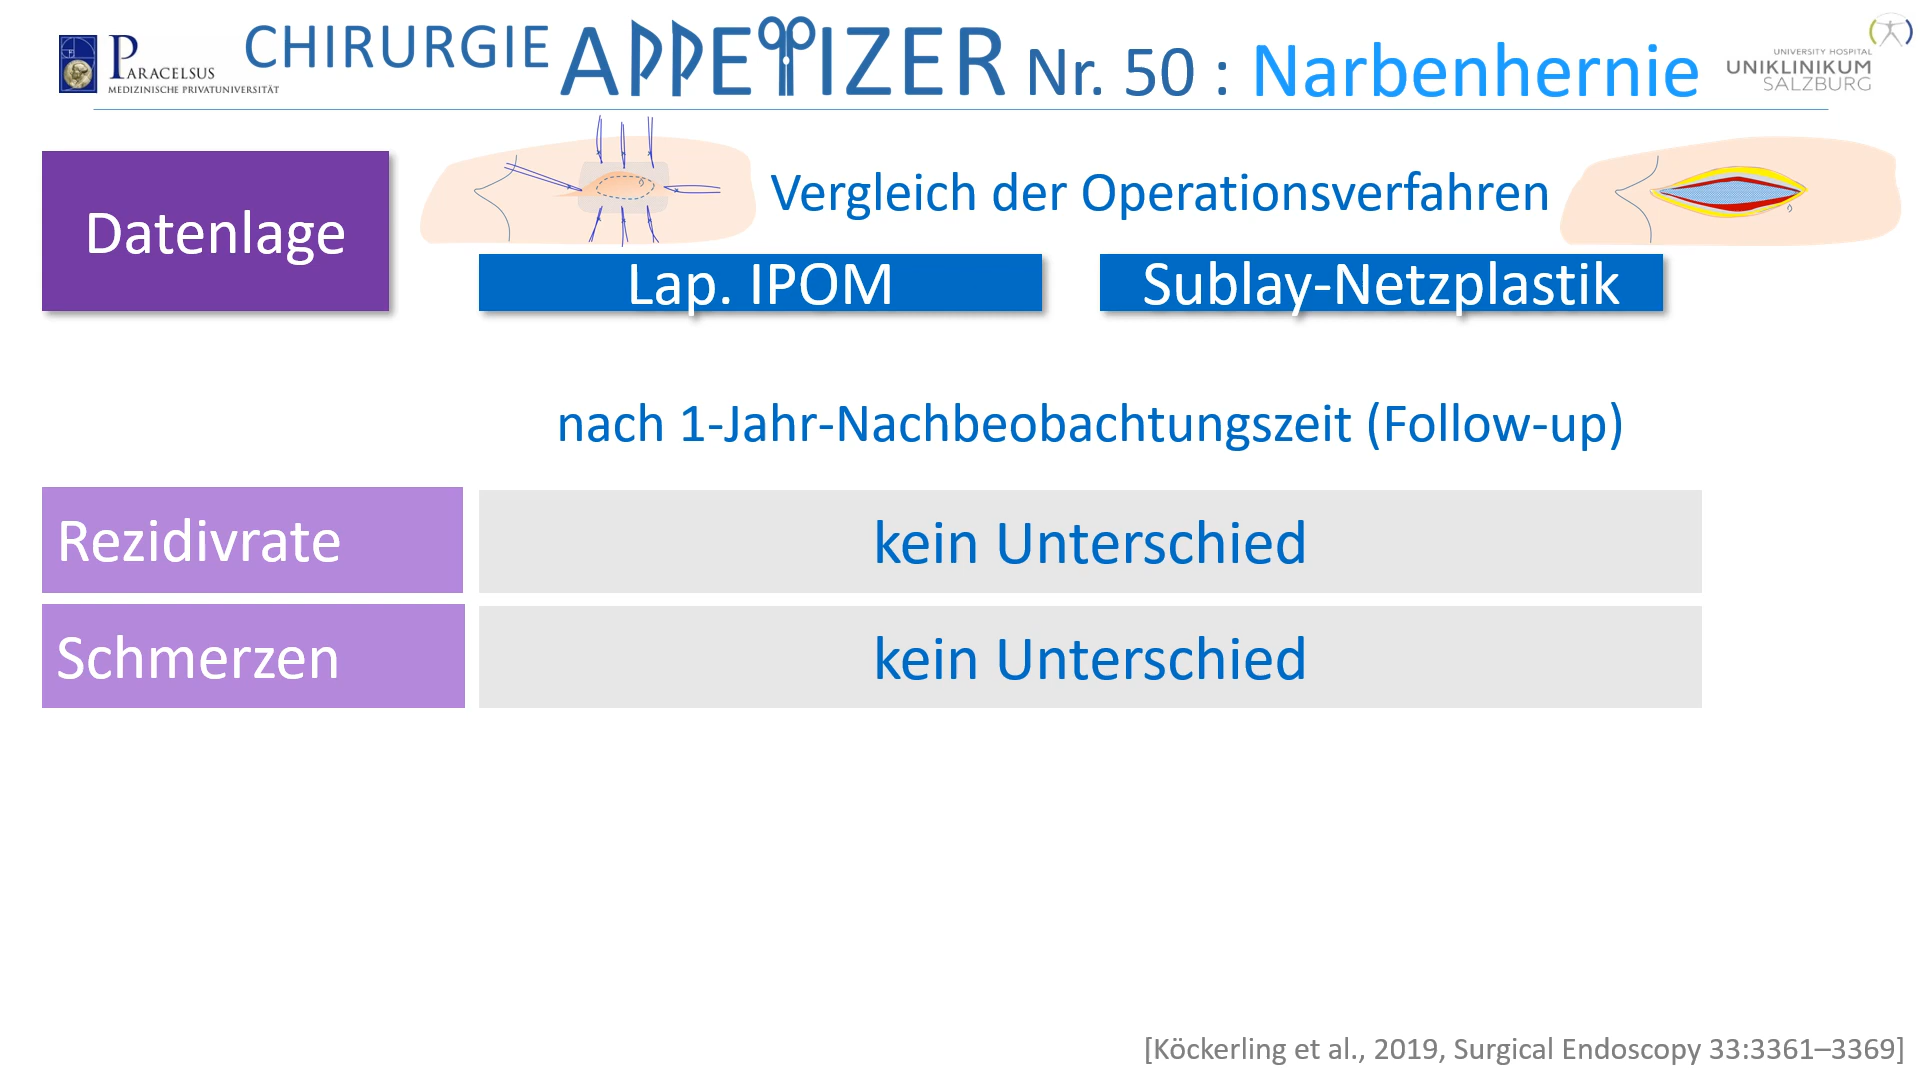 PARACELSUS
MEDIZINISCHE PRIVATUNIVERSITÄT
CHIRURGIE APPETIZER Nr. 50 : Narbenhernie
UNIVERSITY HOSPITAL
UNIKLINIKUM
SALZBURG
Datenlage
Vergleich der Operationsverfahren
Lap. IPOM
Sublay-Netzplastik
nach 1-Jahr-Nachbeobachtungszeit (Follow-up)
Rezidivrate
kein Unterschied
Schmerzen
kein Unterschied
[Köckerling et al., 2019, Surgical Endoscopy 33:3361–3369]